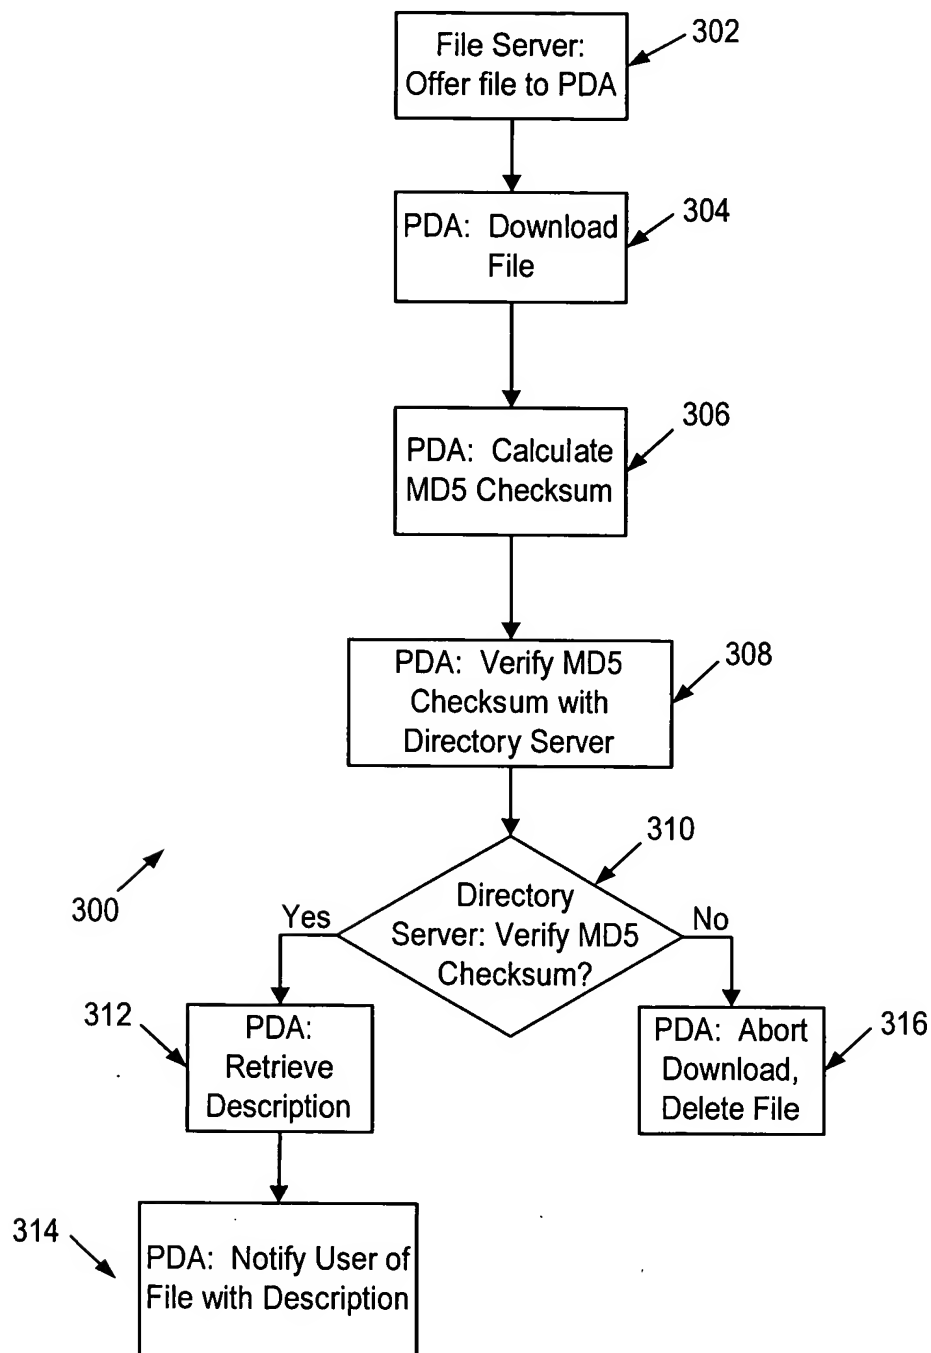 File Server:
Offer file to PDA
302
PDA: Download
File
304
PDA: Calculate
MD5 Checksum
306
PDA: Verify MD5
Checksum with
Directory Server
308
310
Directory
Server: Verify MD5
Checksum?
Yes
No
300
312
PDA:
Retrieve
Description
PDA: Abort
Download,
Delete File
316
314
PDA: Notify User of
File with Description